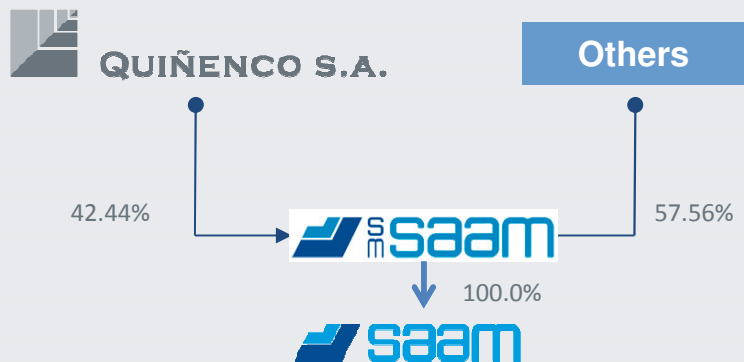 QUIÑENCO S.A.
Others
42.44%
57.56%
SM saam
100.0%
saam